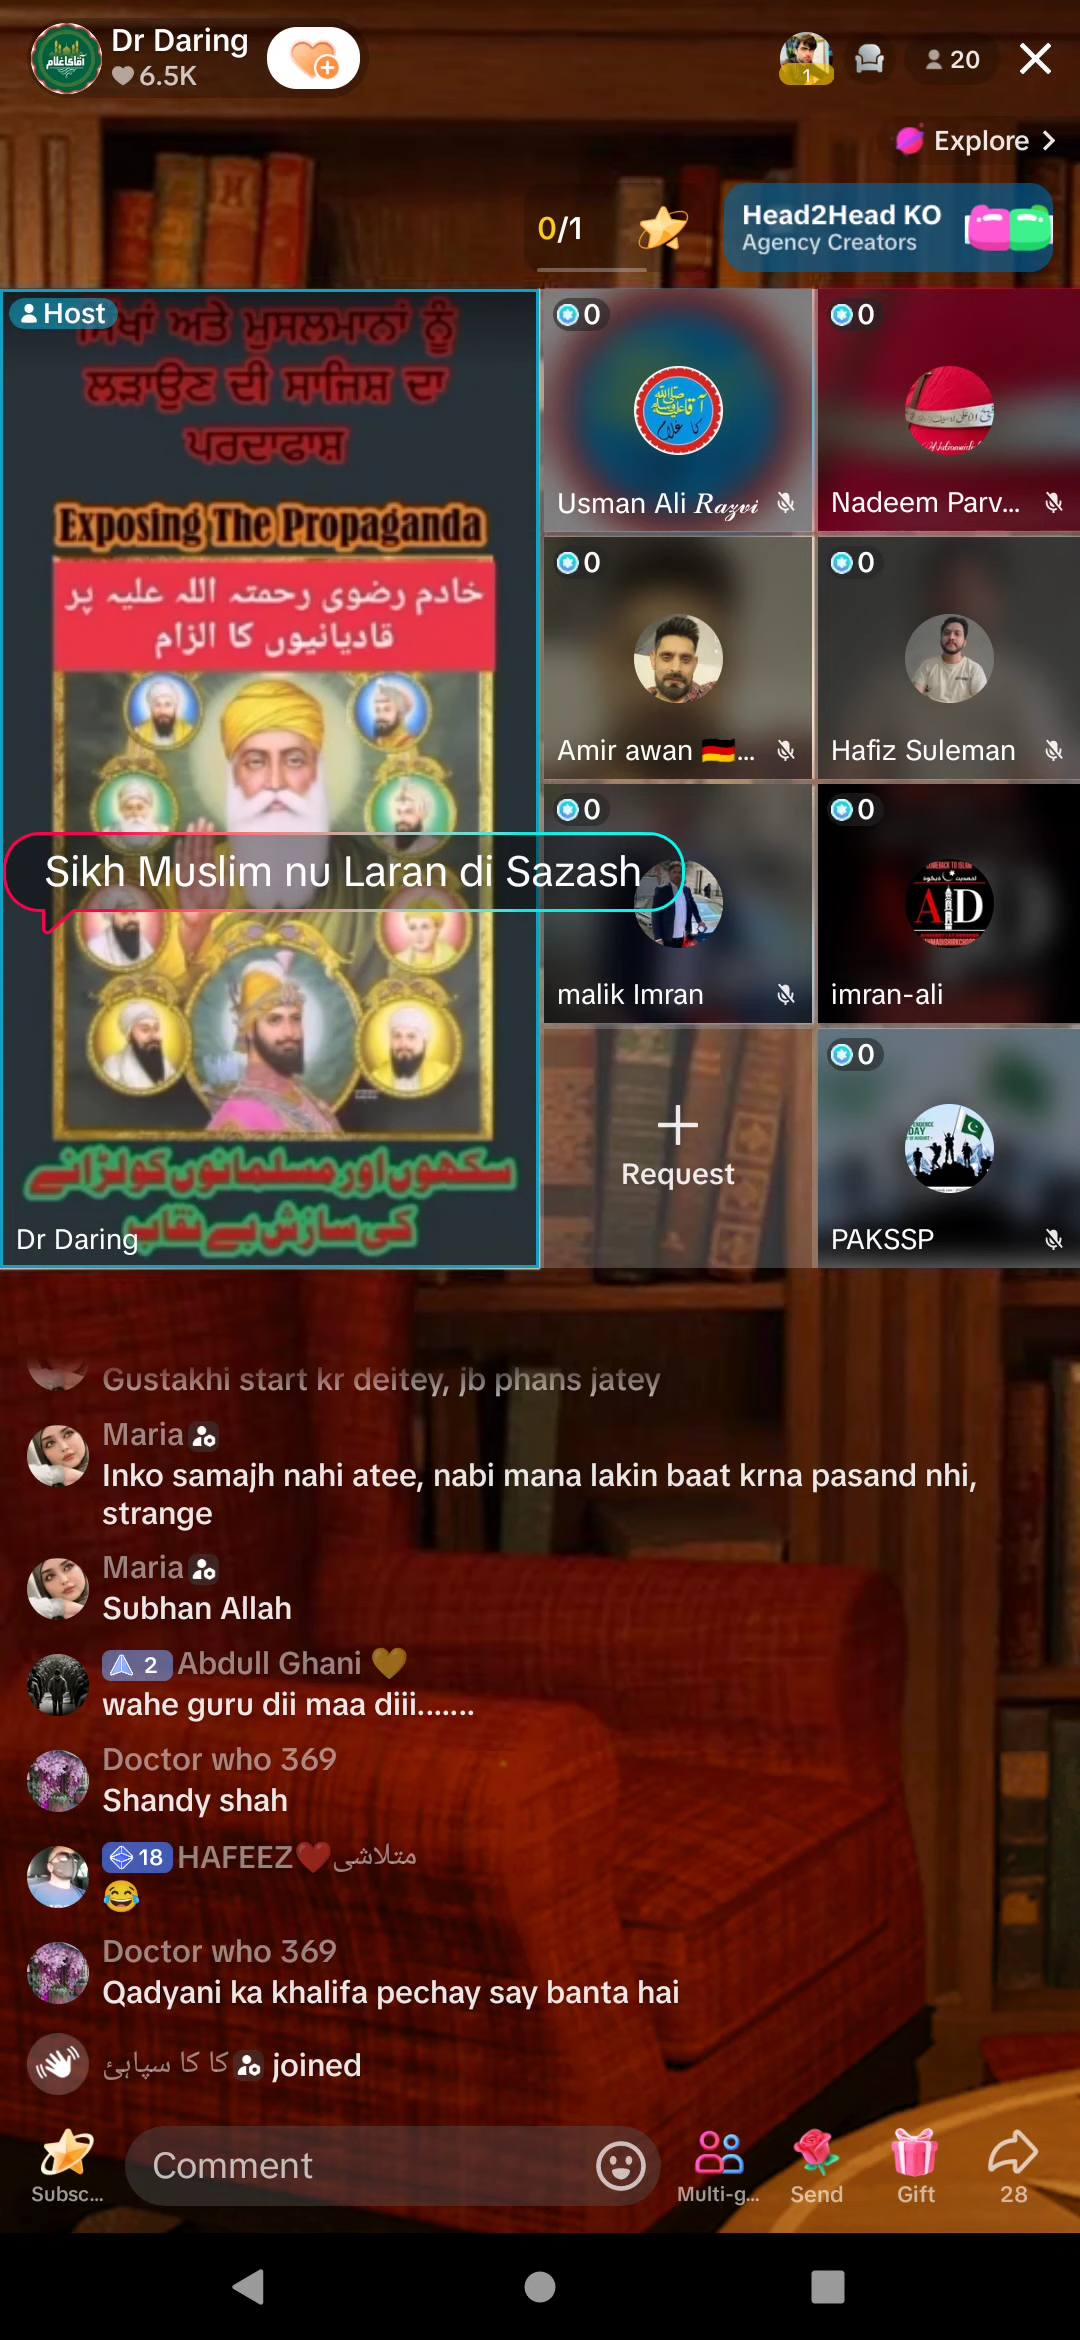 Dr Daring
6.5K
1
20
Explore
0/1
Head2Head KO
Agency Creators
Host
ਸਿੱਖਾਂ ਅਤੇ ਮੁਸਲਮਾਨਾਂ ਨੂੰ
ਲੜਾਉਣ ਦੀ ਸਾਜਿਸ਼ ਦਾ
ਪਰਦਾਫਾਸ਼
Exposing The Propaganda
خادم رضوی رحمتہ اللہ علیہ پر
قادیانیوں کا الزام
Sikh Muslim nu Laran di Sazash
سکھوں اور مسلمانوں کو لڑانے
کی سازش بے نقاب
Dr Daring
0
Usman Ali Razvi
0
Nadeem Parv...
0
Amir awan 🇩🇪...
0
Hafiz Suleman
0
malik Imran
0
AID
imran-ali
Request
0
PAKSSP
Gustakhi start kr deitey, jb phans jatey
Maria
Inko samajh nahi atee, nabi mana lakin baat krna pasand nhi,
strange
Maria
Subhan Allah
2 Abdull Ghani 💛
wahe guru dii maa diii.......
Doctor who 369
Shandy shah
18 HAFEEZ❤️متلاشی
😂
Doctor who 369
Qadyani ka khalifa pechay say banta hai
کا کا سپاہئ joined
Subsc...
Comment
Multi-g...
Send
Gift
28